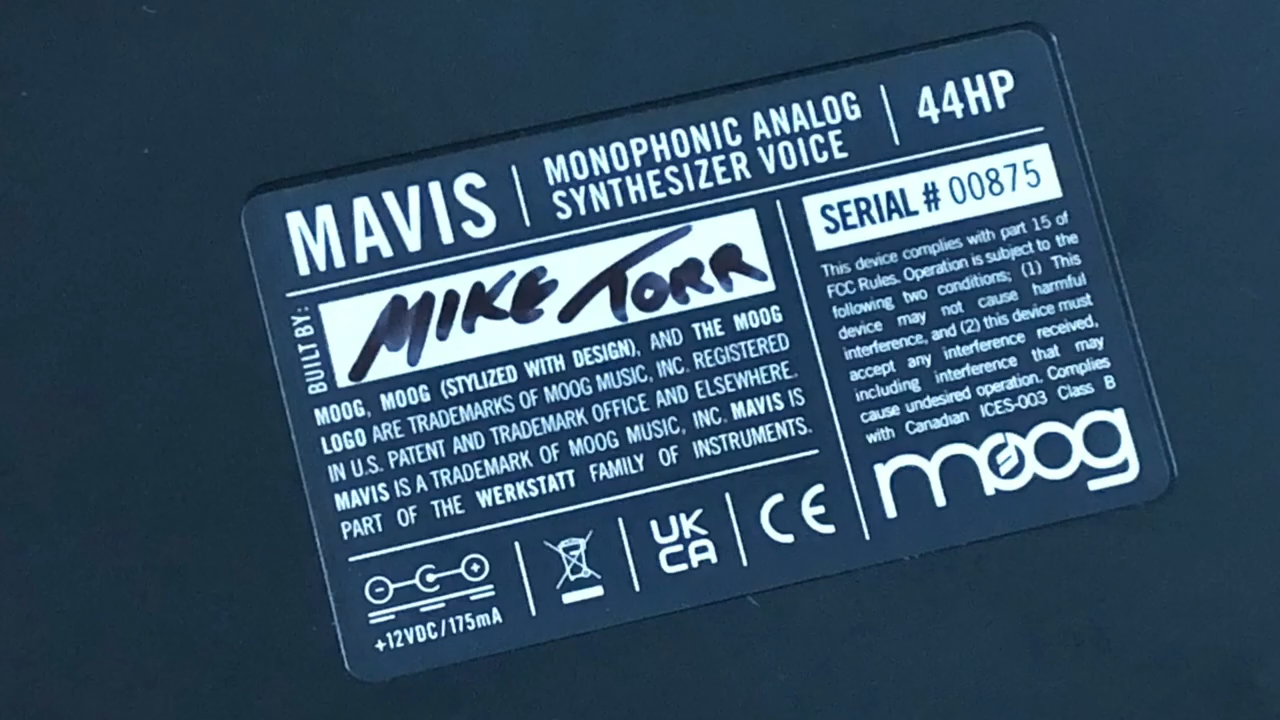 MAVIS
MONOPHONIC ANALOG
SYNTHESIZER VOICE
44HP
BUILT BY:
MIKE TORR
MOOG, MOOG (STYLIZED WITH DESIGN), AND THE MOOG
LOGO ARE TRADEMARKS OF MOOG MUSIC, INC. REGISTERED
IN U.S. PATENT AND TRADEMARK OFFICE AND ELSEWHERE.
MAVIS IS A TRADEMARK OF MOOG MUSIC, INC. MAVIS IS
PART OF THE WERKSTATT FAMILY OF INSTRUMENTS.
+12VDC/175mA
UK
CA
CE
SERIAL # 00875
This device complies with part 15 of
FCC Rules. Operation is subject to the
following two conditions; (1) This
device may not cause harmful
interference, and (2) this device must
accept any interference received,
including interference that may
cause undesired operation. Complies
with Canadian ICES-003 Class B
moog